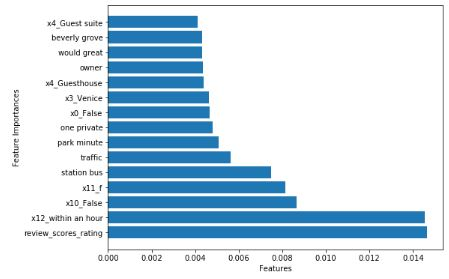 x4_Guest suite
beverly grove
would great
owner
x4_Guesthouse
x3_Venice
x0_False
one private
park minute
traffic
station bus
x11_f
x10_False
x12_within an hour
review_scores_rating
Feature Importances
0.000 0.002 0.004 0.006 0.008 0.010 0.012 0.014
Features